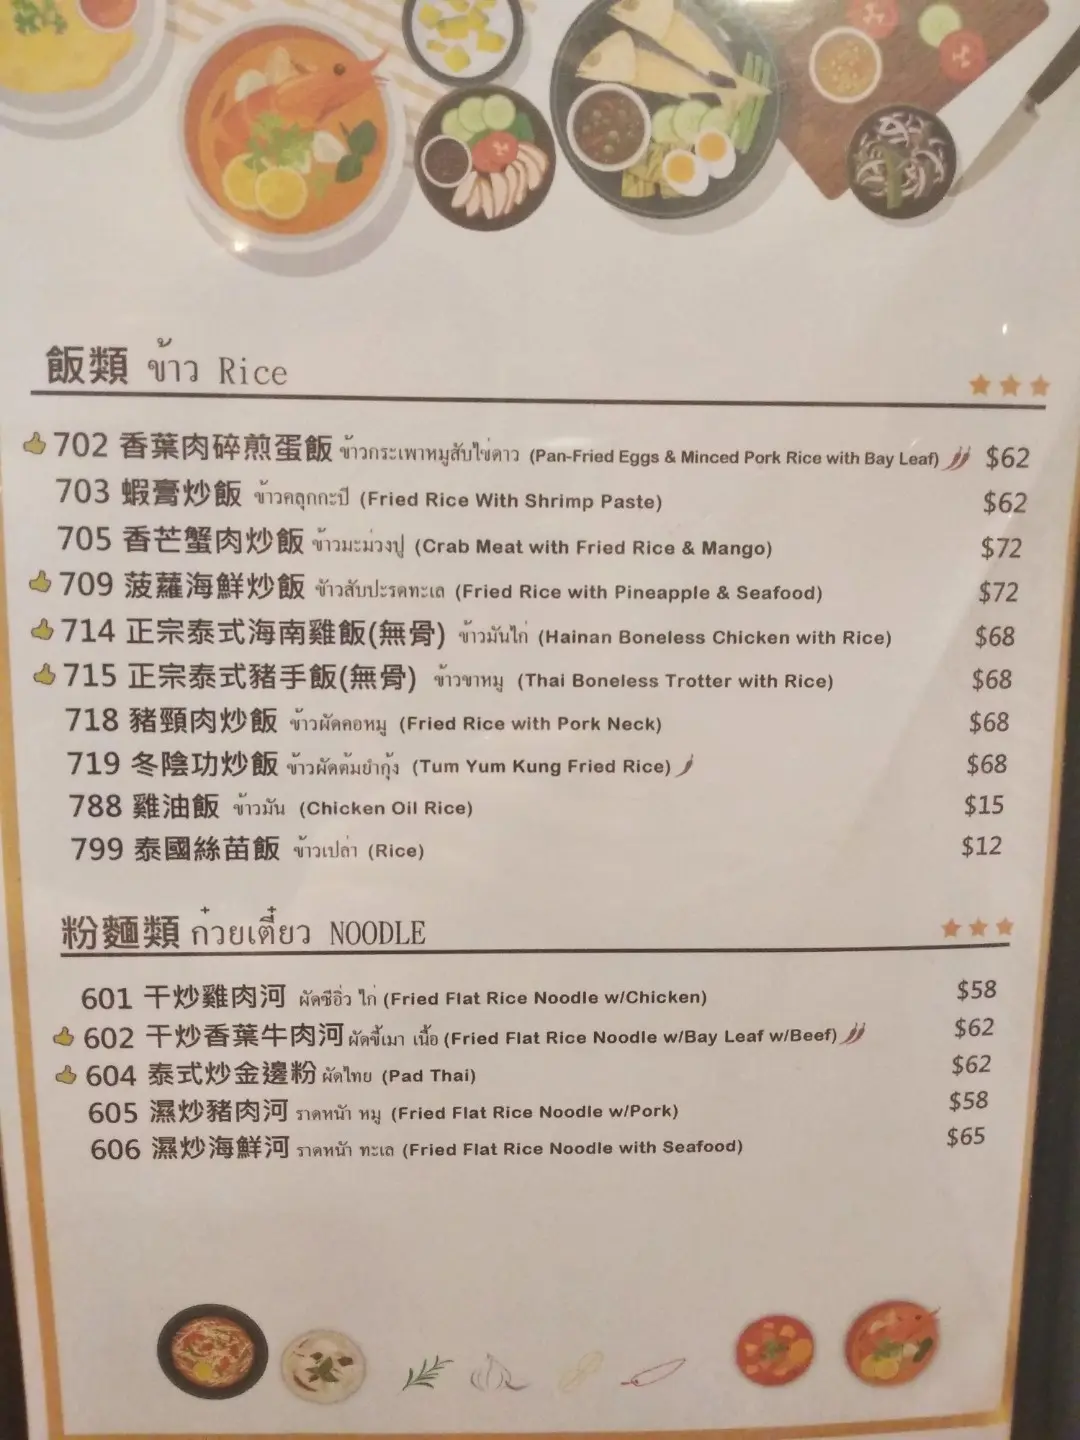 飯類 ข้าว Rice
702 香葉肉碎煎蛋飯 ข้าวกระเพาหมูสับไข่ดาว (Pan-Fried Eggs & Minced Pork Rice with Bay Leaf) $62
703 蝦膏炒飯 ข้าวคลุกกะปี (Fried Rice With Shrimp Paste) $62
705 香芒蟹肉炒飯 ข้าวมะม่วงปู (Crab Meat with Fried Rice & Mango) $72
709 菠蘿海鮮炒飯 ข้าวสับปะรดทะเล (Fried Rice with Pineapple & Seafood) $72
714 正宗泰式海南雞飯(無骨) ข้าวมันไก่ (Hainan Boneless Chicken with Rice) $68
715 正宗泰式豬手飯(無骨) ข้าวขาหมู (Thai Boneless Trotter with Rice) $68
718 豬頸肉炒飯 ข้าวผัดคอหมู (Fried Rice with Pork Neck) $68
719 冬陰功炒飯 ข้าวผัดต้มยำกุ้ง (Tum Yum Kung Fried Rice) $68
788 雞油飯 ข้าวมัน (Chicken Oil Rice) $15
799 泰國絲苗飯 ข้าวเปล่า (Rice) $12
粉麵類 ก๋วยเตี๋ยว NOODLE
601 干炒雞肉河 ผัดซีอิ่ว ไก่ (Fried Flat Rice Noodle w/Chicken) $58
602 干炒香葉牛肉河 ผัดขี้เมา เนื้อ (Fried Flat Rice Noodle w/Bay Leaf w/Beef) $62
604 泰式炒金邊粉 ผัดไทย (Pad Thai) $62
605 濕炒豬肉河 ราดหน้า หมู (Fried Flat Rice Noodle w/Pork) $58
606 濕炒海鮮河 ราดหน้า ทะเล (Fried Flat Rice Noodle with Seafood) $65